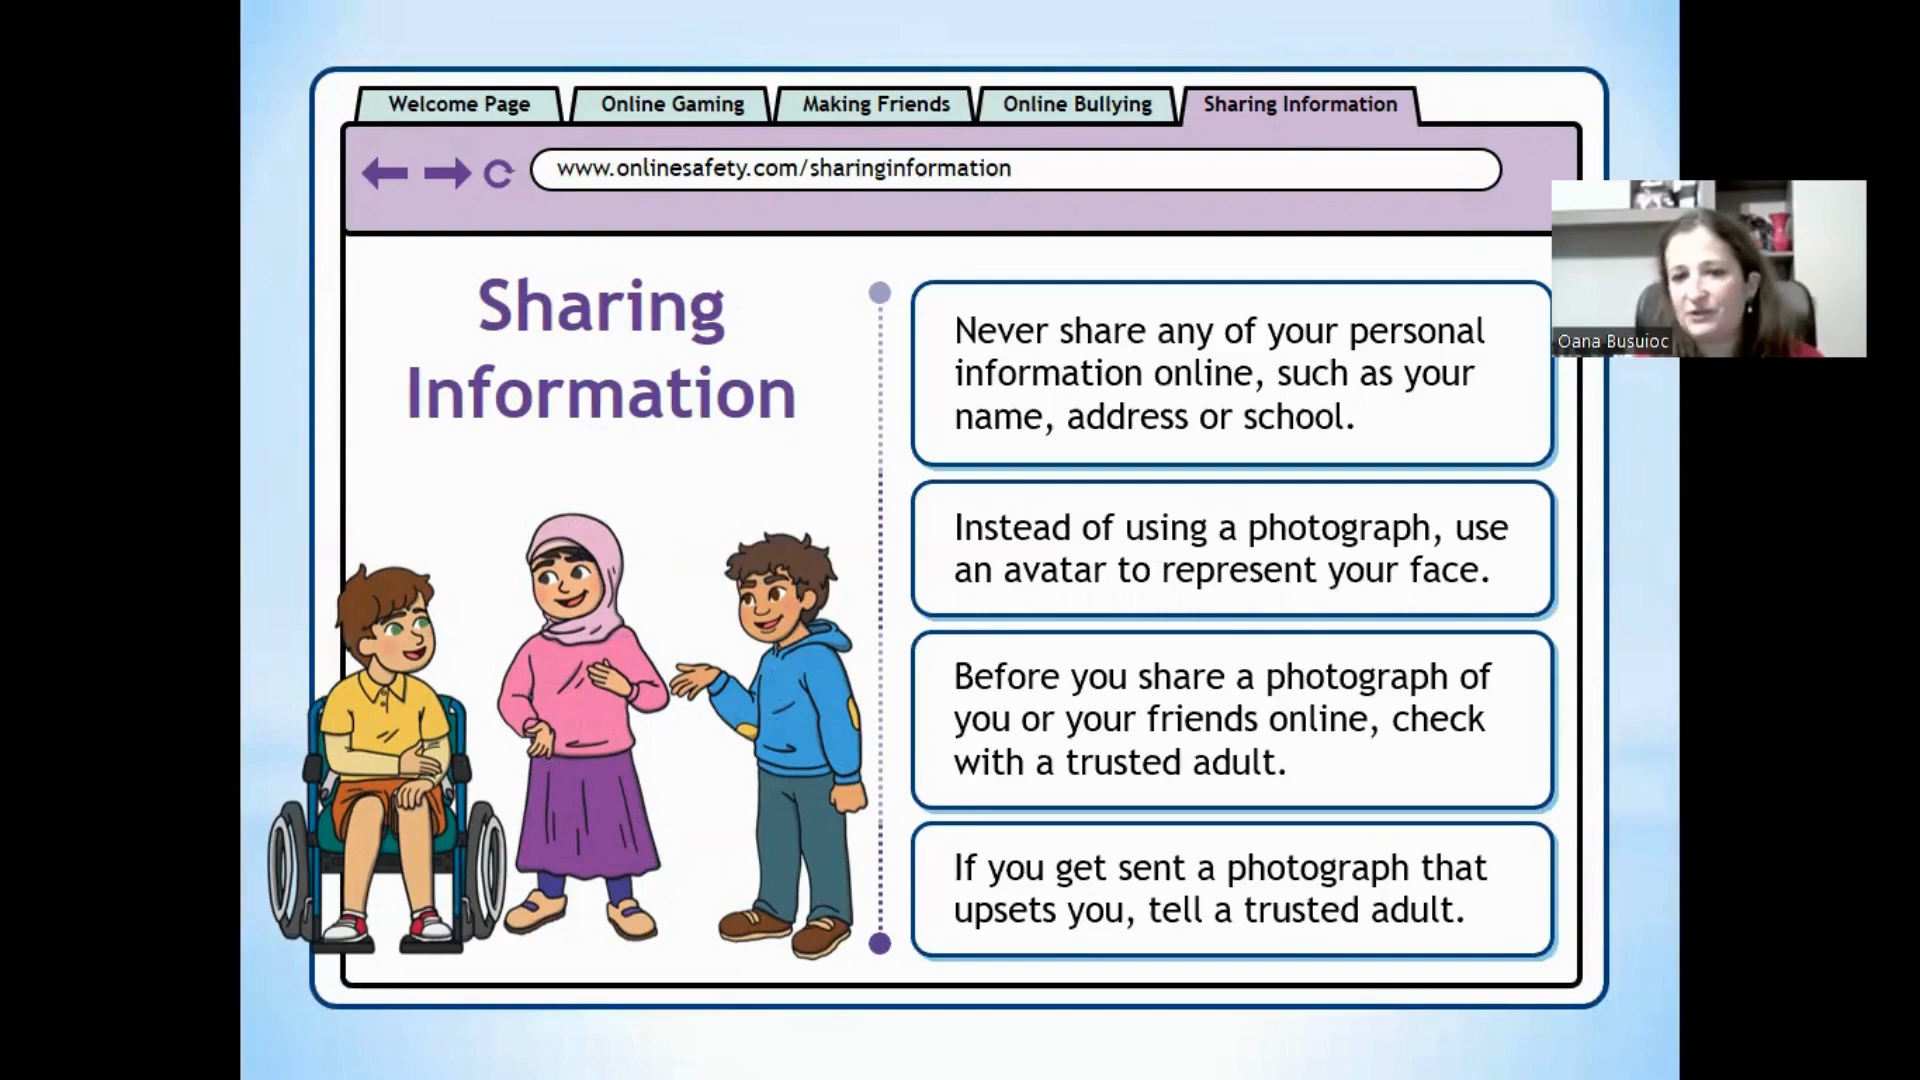 Welcome Page
Online Gaming
Making Friends
Online Bullying
Sharing Information
www.onlinesafety.com/sharinginformation
Sharing
Information
Never share any of your personal
information online, such as your
name, address or school.
Instead of using a photograph, use
an avatar to represent your face.
Before you share a photograph of
you or your friends online, check
with a trusted adult.
If you get sent a photograph that
upsets you, tell a trusted adult.
Oana Busuioc